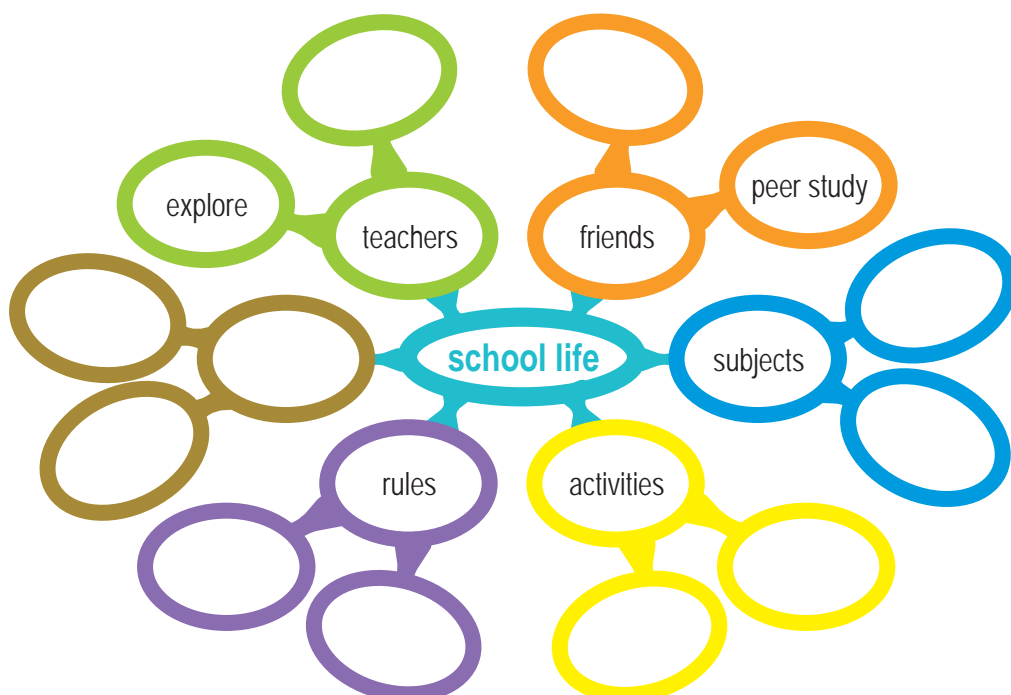 explore
teachers
friends
peer study
school life
subjects
rules
activities